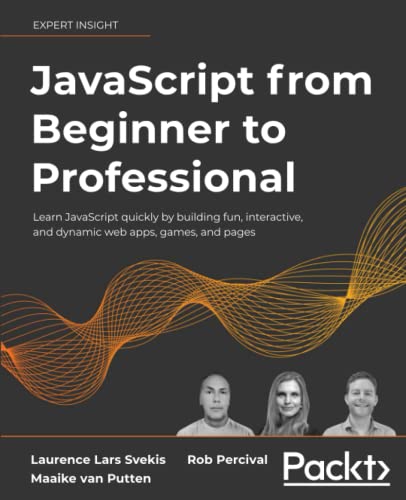 EXPERT INSIGHT
JavaScript from
Beginner to
Professional
Learn JavaScript quickly by building fun, interactive,
and dynamic web apps, games, and pages
Laurence Lars Svekis Rob Percival
Maaike van Putten
Packt>